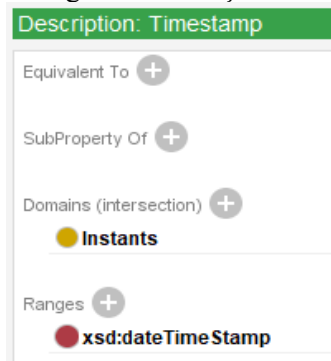 Description: Timestamp
Equivalent To
SubProperty Of
Domains (intersection)
Instants
Ranges
xsd:dateTimeStamp